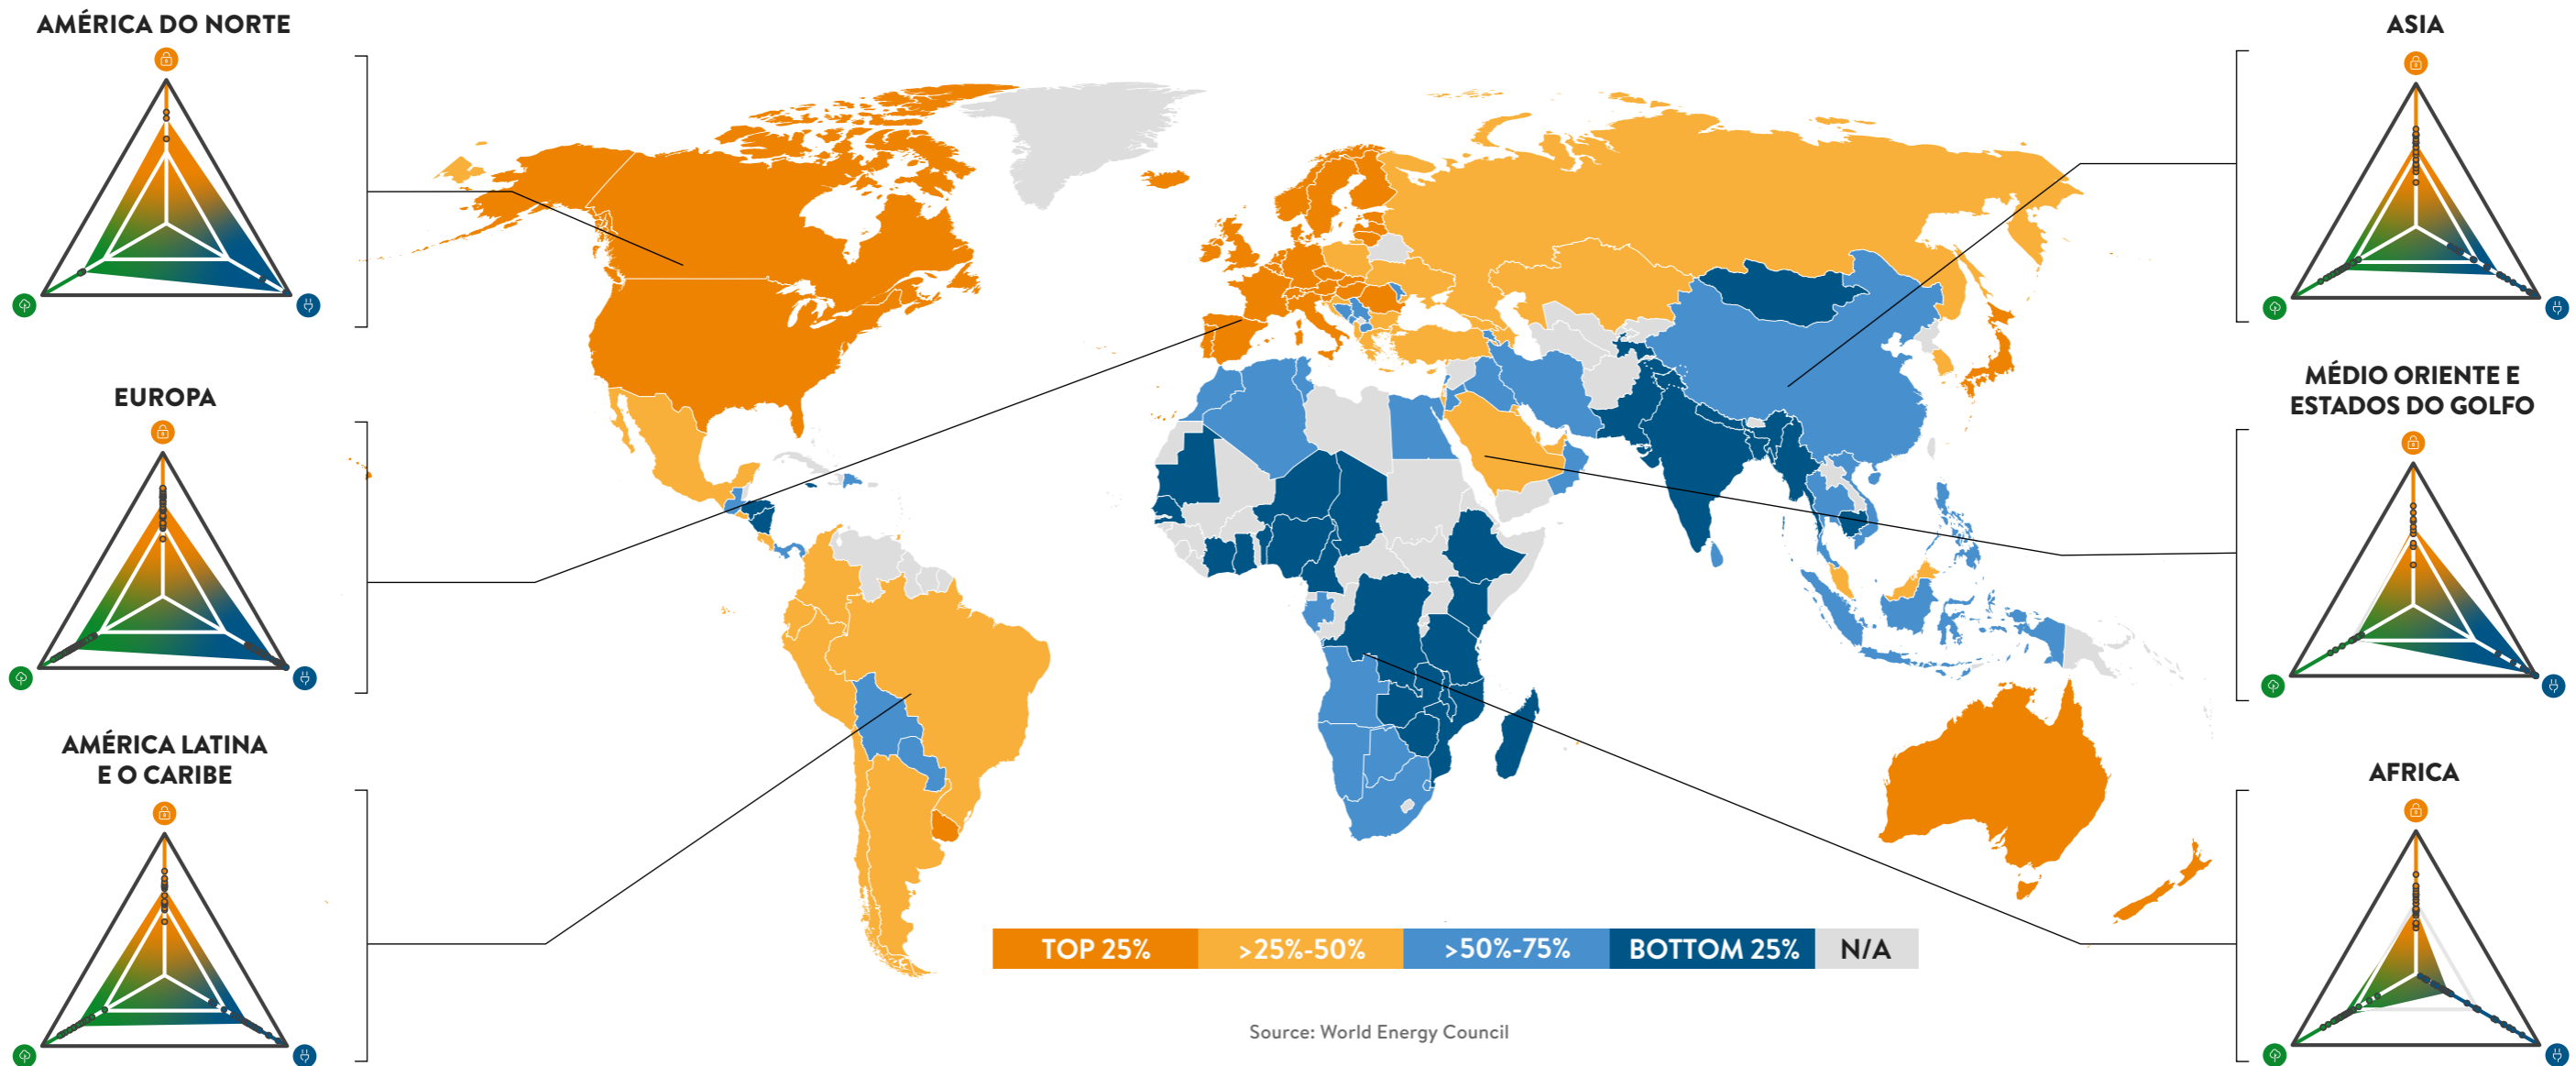 AMÉRICA DO NORTE
EUROPA
AMÉRICA LATINA
E O CARIBE
ASIA
MÉDIO ORIENTE E
ESTADOS DO GOLFO
AFRICA
TOP 25%
>25%-50%
>50%-75%
BOTTOM 25%
N/A
Source: World Energy Council